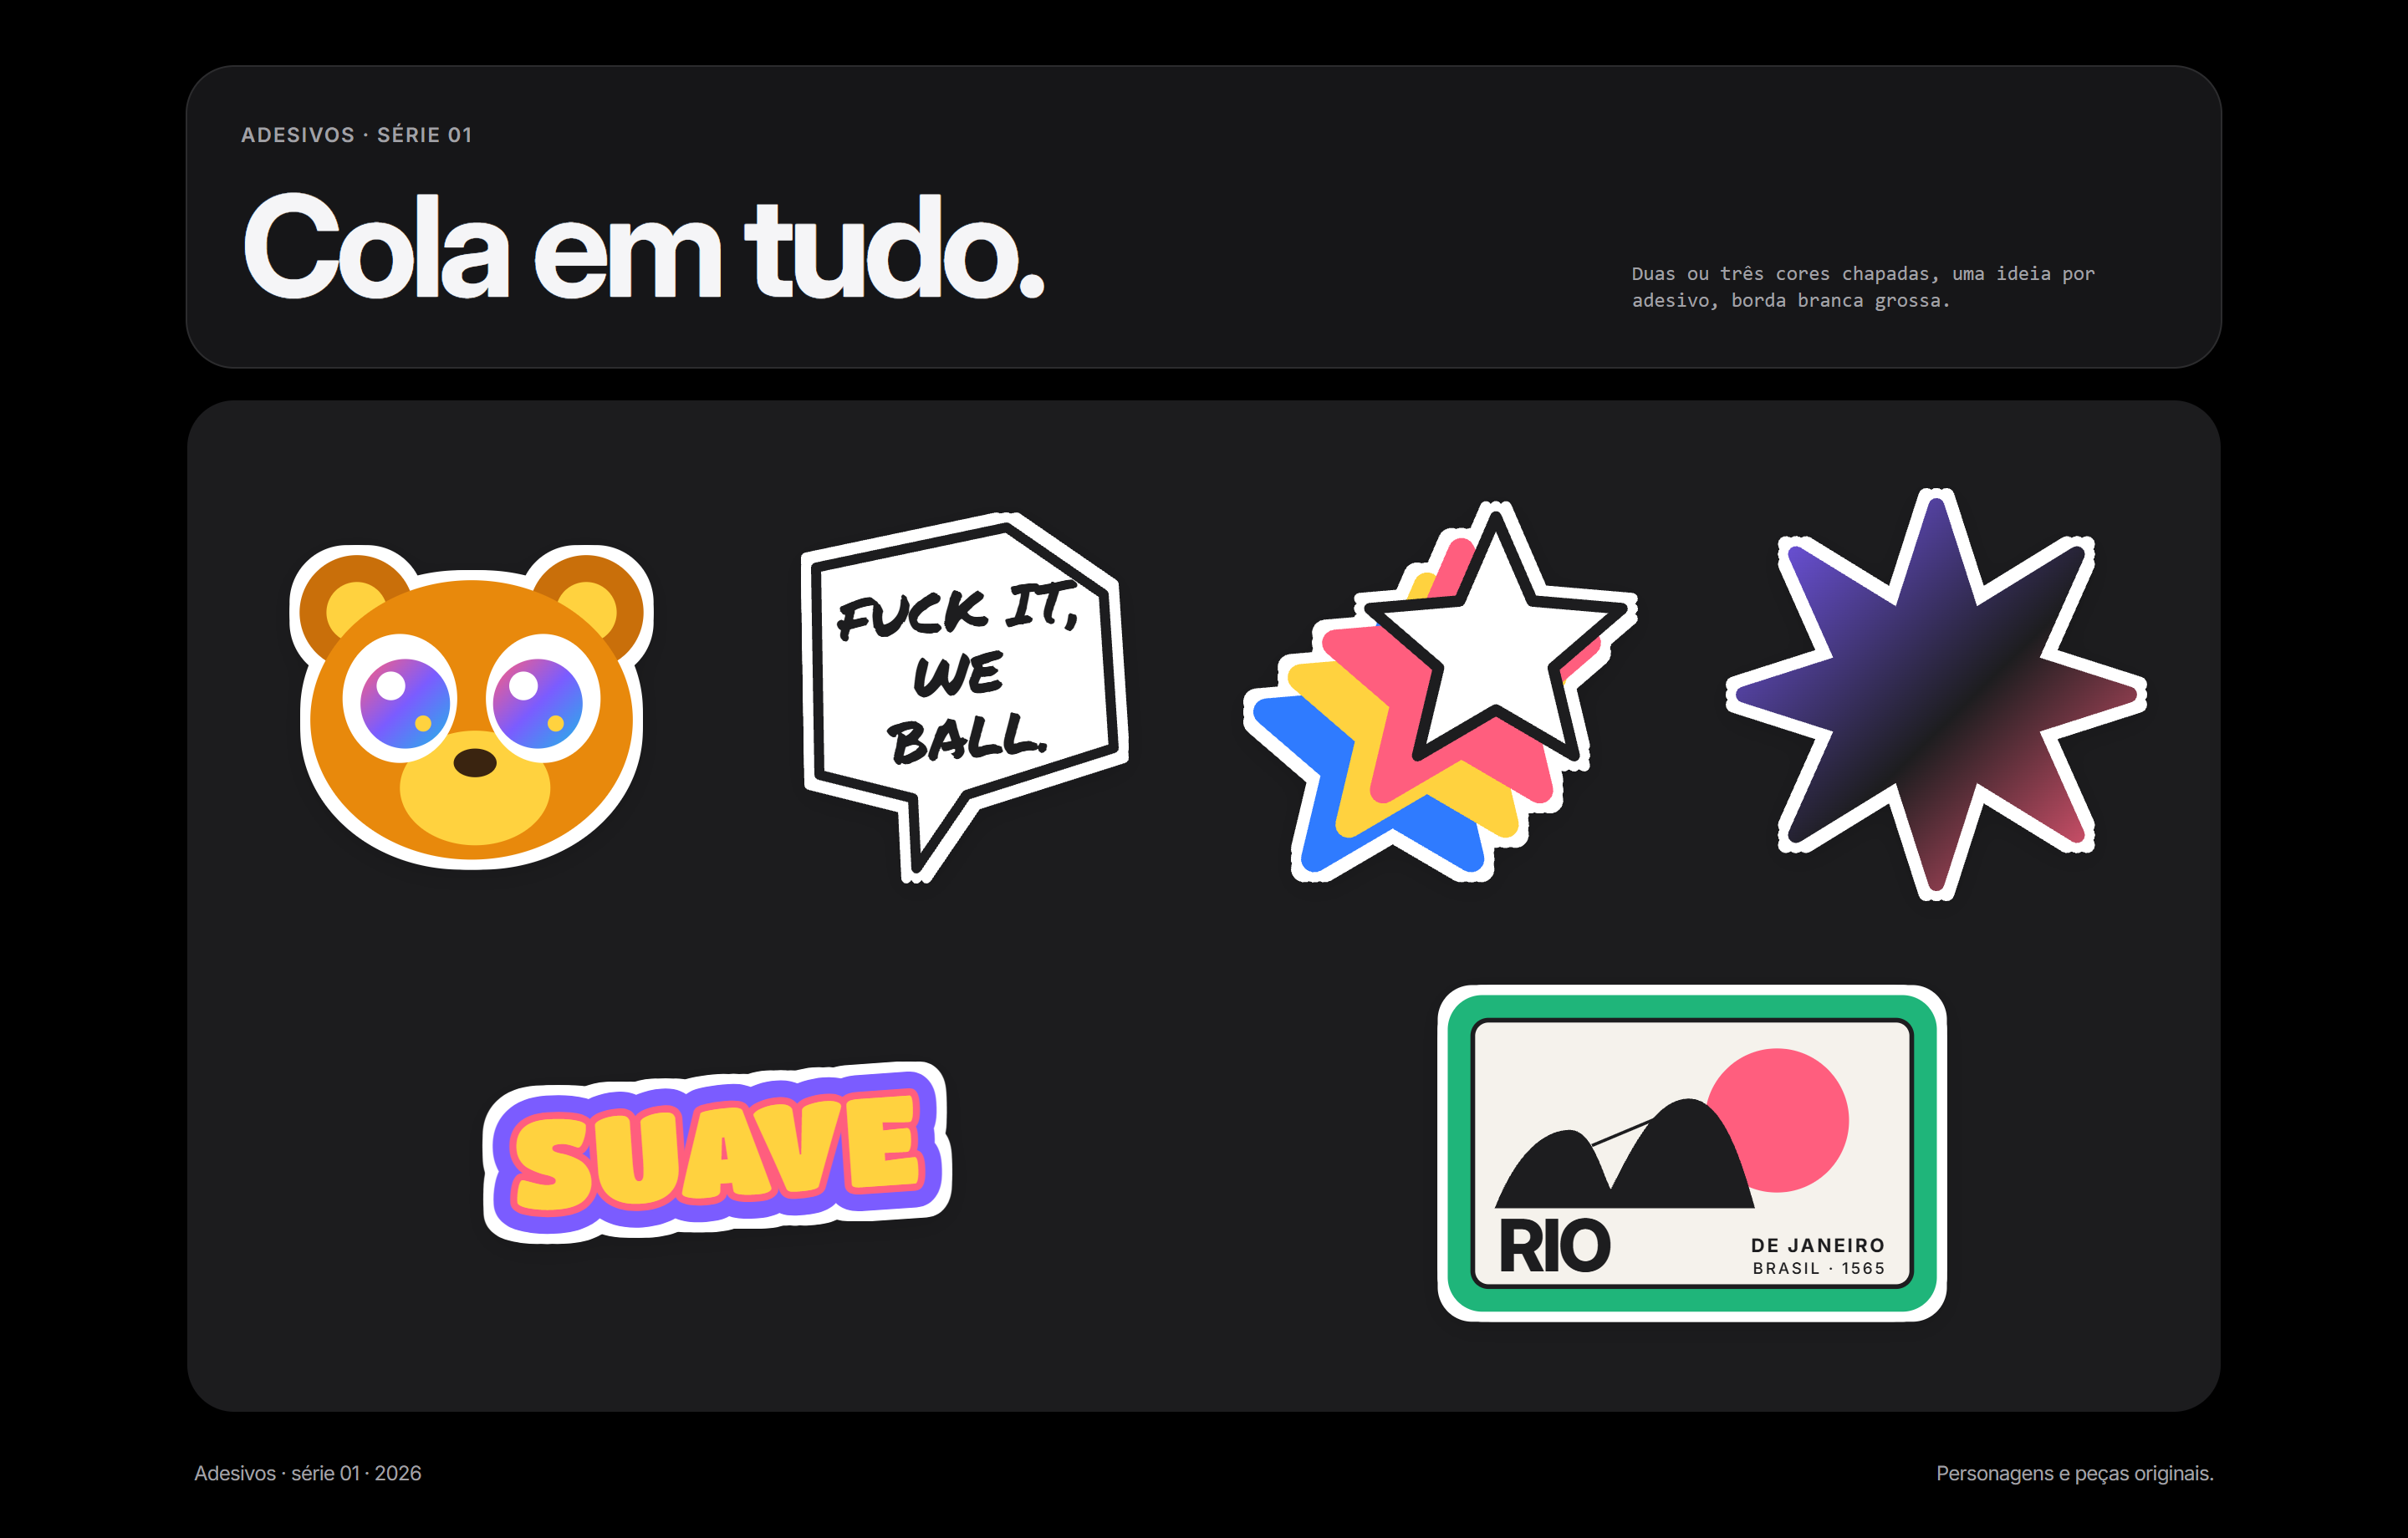 ADESIVOS · SÉRIE 01
Cola em tudo.
Duas ou três cores chapadas, uma ideia por
adesivo, borda branca grossa.
FUCK IT,
WE
BALL.
SUAVE
RIO
DE JANEIRO
BRASIL · 1565
Adesivos · série 01 · 2026
Personagens e peças originais.